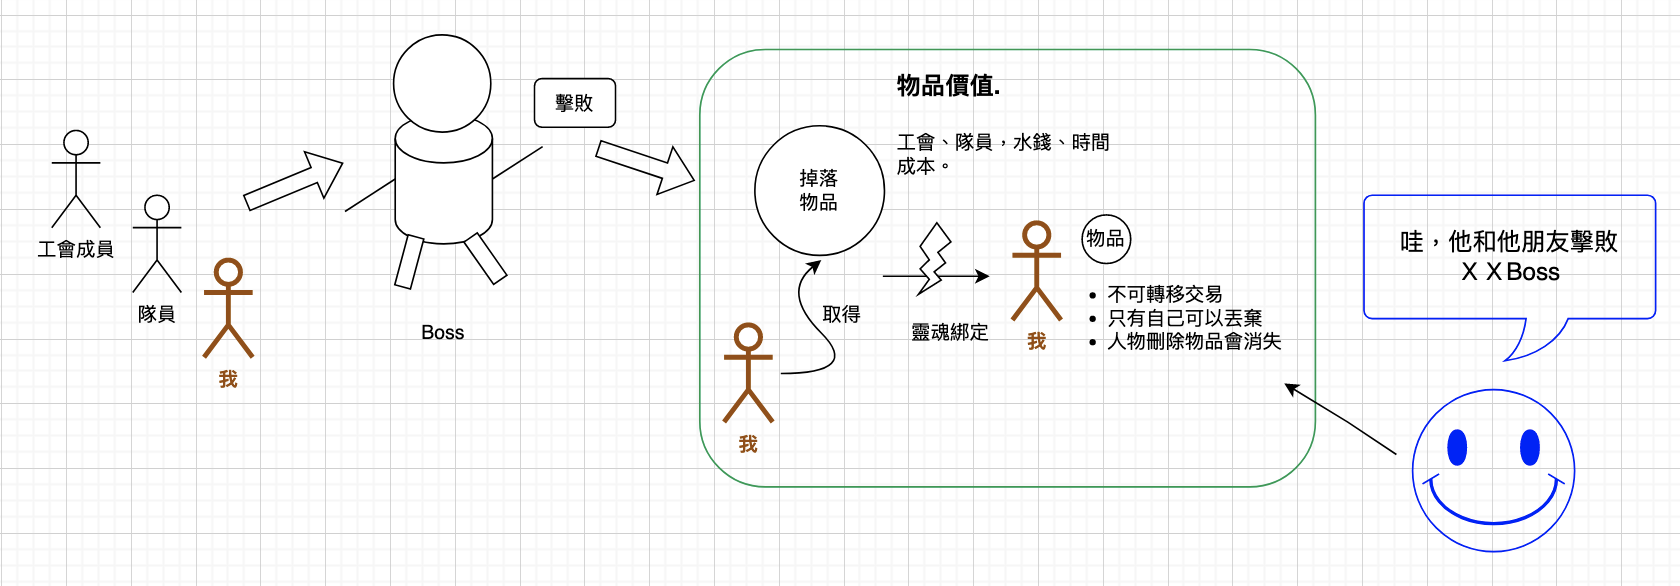 工會成員
隊員
我
Boss
擊敗
物品價值.
工會、隊員，水錢、時間
成本。
掉落
物品
取得
我
靈魂綁定
我
物品
不可轉移交易
只有自己可以丟棄
人物刪除物品會消失
哇，他和他朋友擊敗
ＸＸBoss